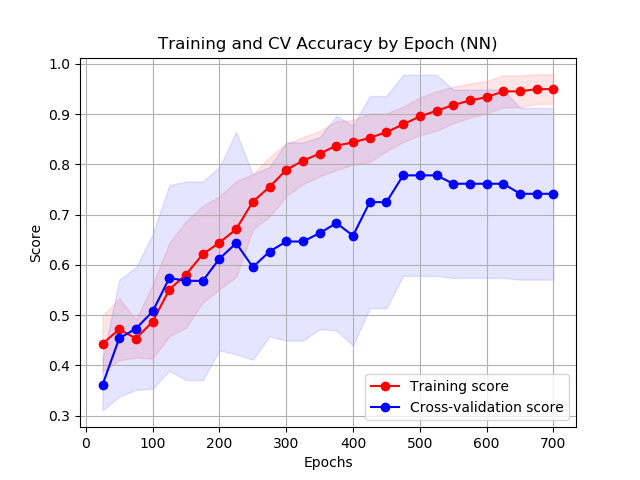 Training and CV Accuracy by Epoch (NN)
1.0
0.9
0.8
0.7
0.6
0.5
0.4
0.3
Score
0 100 200 300 400 500 600 700
Epochs
Training score
Cross-validation score